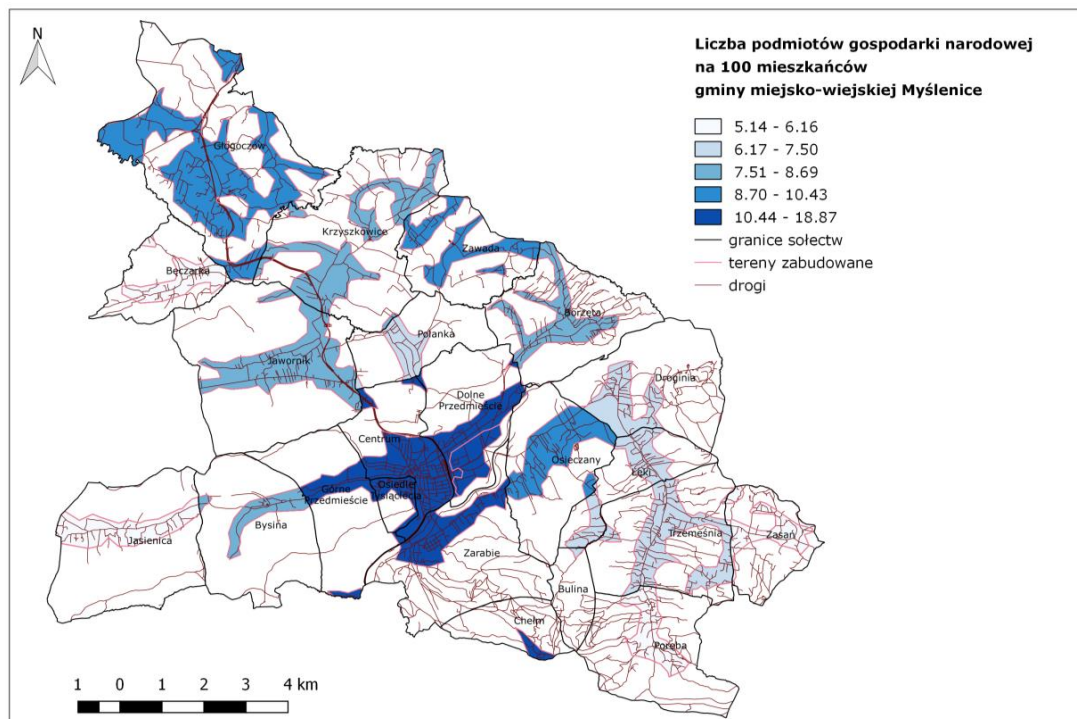 N
Liczba podmiotów gospodarki narodowej
na 100 mieszkańców
gminy miejsko-wiejskiej Myślenice
5.14 - 6.16
6.17 - 7.50
7.51 - 8.69
8.70 - 10.43
10.44 - 18.87
granice sołectw
tereny zabudowane
drogi
Głogoczów
Krzyszkowice
Zawada
Bęczarka
Borzęta
Polanka
Jawornik
Droginia
Dolne
Przedmieście
Centrum
Osieczany
Łęki
Osiedle
Tysiąclecia
Górne
Przedmieście
Bysina
Jasienica
Trzemeśnia
Zasań
Zarabie
Bulina
Chełm
Poręba
1 0 1 2 3 4 km